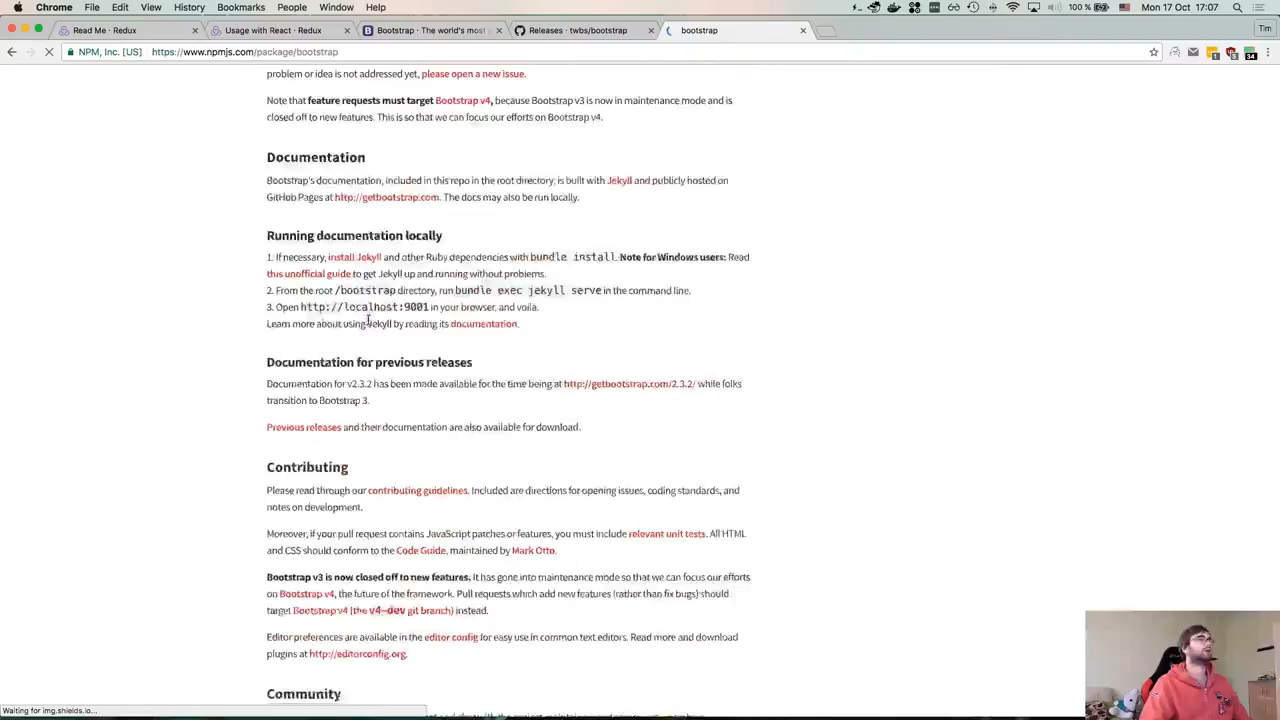 Chrome File Edit View History Bookmarks People Window Help 100 % Mon 17 Oct 17:07
Read Me · Redux Usage with React · Redux Bootstrap · The world's most Releases · twbs/bootstrap bootstrap Tim
NPM, Inc. [US] https://www.npmjs.com/package/bootstrap
problem or idea is not addressed yet, please open a new issue.
Note that feature requests must target Bootstrap v4, because Bootstrap v3 is now in maintenance mode and is
closed off to new features. This is so that we can focus our efforts on Bootstrap v4.
Documentation
Bootstrap's documentation, included in this repo in the root directory, is built with Jekyll and publicly hosted on
GitHub Pages at http://getbootstrap.com. The docs may also be run locally.
Running documentation locally
1. If necessary, install Jekyll and other Ruby dependencies with bundle install Note for Windows users: Read
this unofficial guide to get Jekyll up and running without problems.
2. From the root /bootstrap directory, run bundle exec jekyll serve in the command line.
3. Open http://localhost:9001 in your browser, and voila.
Learn more about using Jekyll by reading its documentation.
Documentation for previous releases
Documentation for v2.3.2 has been made available for the time being at http://getbootstrap.com/2.3.2/ while folks
transition to Bootstrap 3.
Previous releases and their documentation are also available for download.
Contributing
Please read through our contributing guidelines. Included are directions for opening issues, coding standards, and
notes on development.
Moreover, if your pull request contains JavaScript patches or features, you must include relevant unit tests. All HTML
and CSS should conform to the Code Guide, maintained by Mark Otto.
Bootstrap v3 is now closed off to new features. It has gone into maintenance mode so that we can focus our efforts
on Bootstrap v4, the future of the framework. Pull requests which add new features (rather than fix bugs) should
target Bootstrap v4 (the v4-dev git branch) instead.
Editor preferences are available in the editor config for easy use in common text editors. Read more and download
plugins at http://editorconfig.org.
Community
Waiting for img.shields.io...